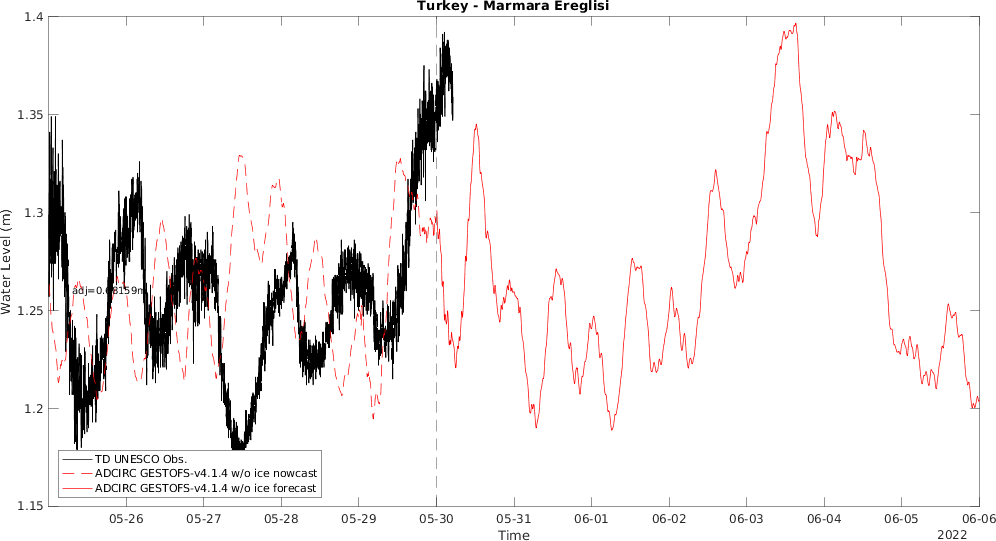 Turkey - Marmara Ereglisi
1.4
1.35
1.3
1.25
1.2
1.15
Water Level (m)
adj=0.68159m
TD UNESCO Obs.
ADCIRC GESTOFS-v4.1.4 w/o ice nowcast
ADCIRC GESTOFS-v4.1.4 w/o ice forecast
05-26 05-27 05-28 05-29 05-30 05-31 06-01 06-02 06-03 06-04 06-05 06-06
Time
2022